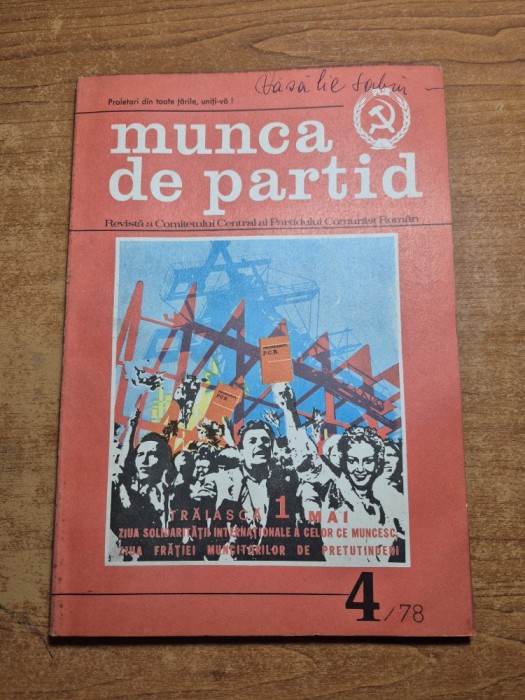 Proletari din toate țările, uniți-vă !
munca
de partid
Revistă a Comitetului Central al Partidului Comunist Român
P.C.R.
P.C.R.
TRĂIASCĂ 1 MAI
ZIUA SOLIDARITĂȚII INTERNAȚIONALE A CELOR CE MUNCESC,
ZIUA FRĂȚIEI MUNCITORILOR DE PRETUTINDENI
4/78